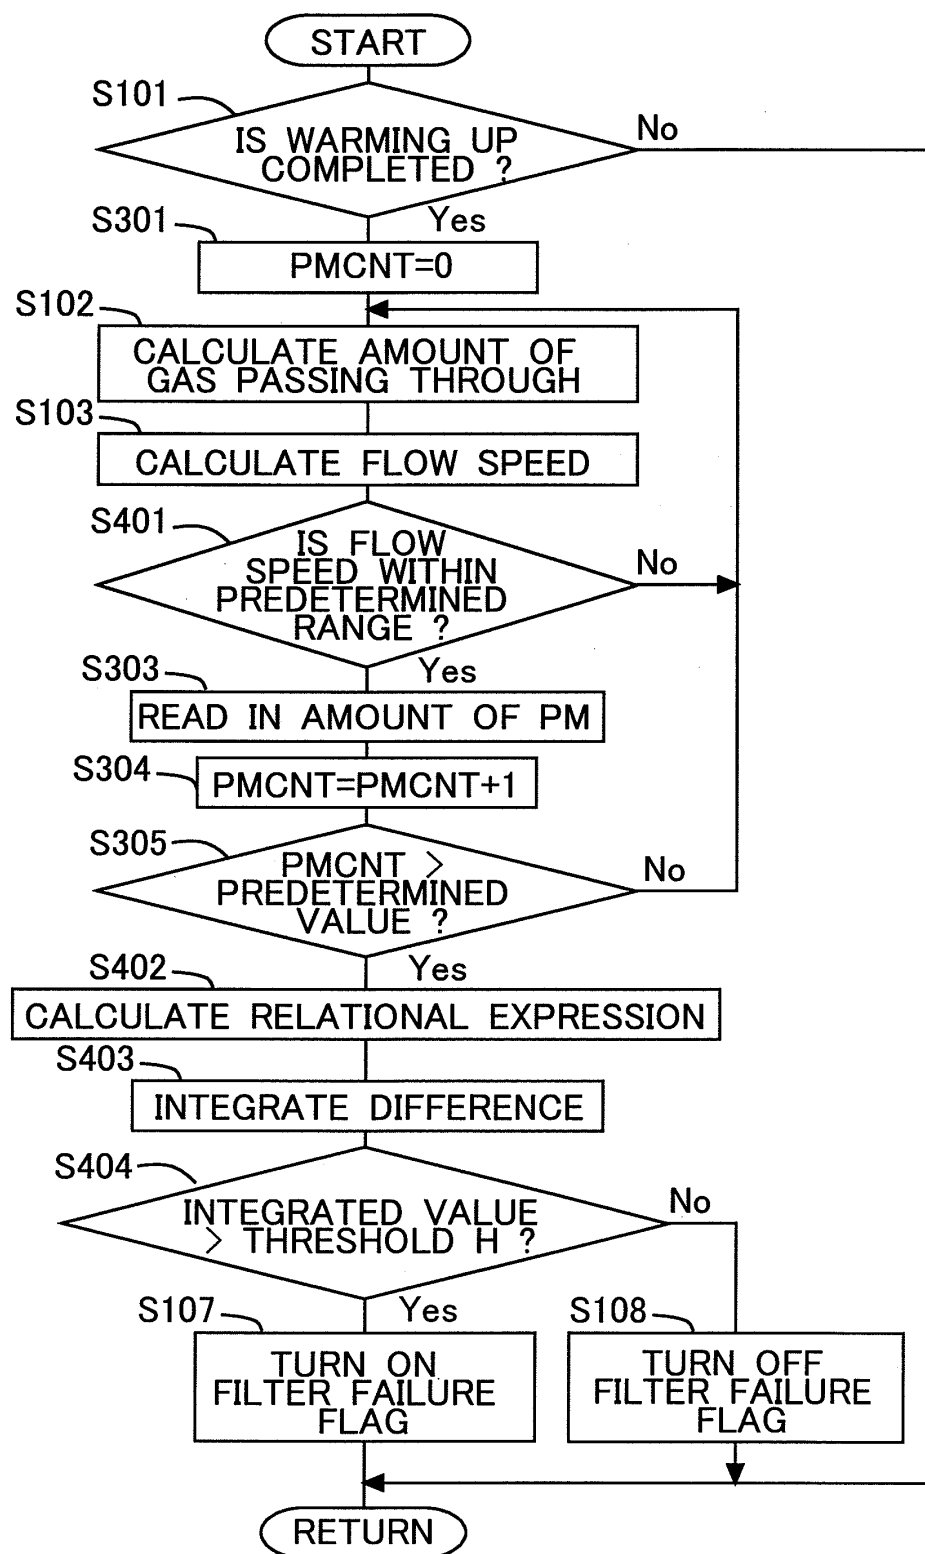 START
S101
IS WARMING UP
COMPLETED ?
No
Yes
S301
PMCNT=0
S102
CALCULATE AMOUNT OF
GAS PASSING THROUGH
S103
CALCULATE FLOW SPEED
S401
IS FLOW
SPEED WITHIN
PREDETERMINED
RANGE ?
No
Yes
S303
READ IN AMOUNT OF PM
S304
PMCNT=PMCNT+1
S305
PMCNT >
PREDETERMINED
VALUE ?
No
Yes
S402
CALCULATE RELATIONAL EXPRESSION
S403
INTEGRATE DIFFERENCE
S404
INTEGRATED VALUE
> THRESHOLD H ?
No
Yes
S107
TURN ON
FILTER FAILURE
FLAG
S108
TURN OFF
FILTER FAILURE
FLAG
RETURN